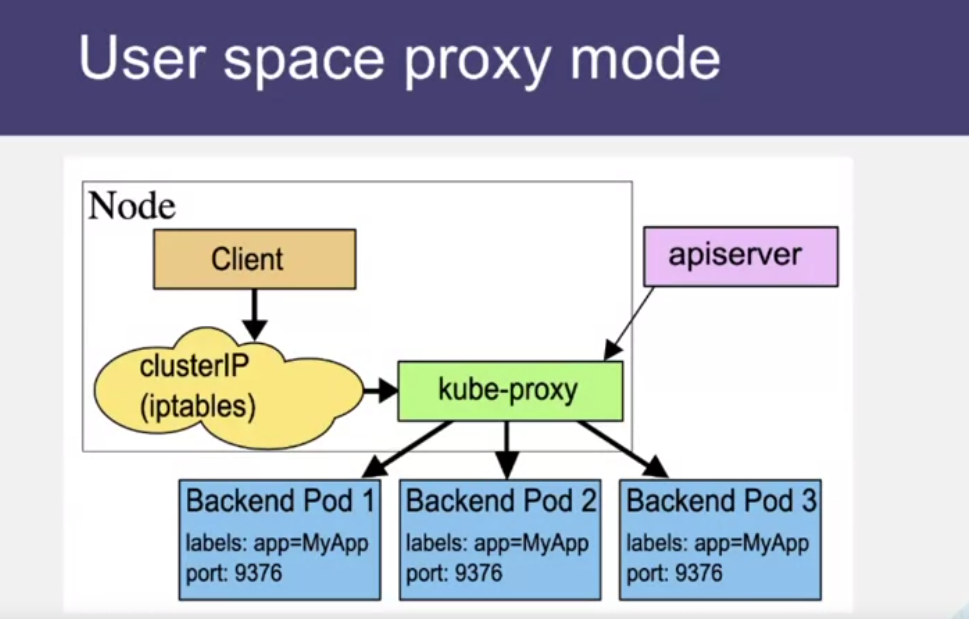 User space proxy mode
Node
Client
apiserver
clusterIP
(iptables)
kube-proxy
Backend Pod 1
labels: app=MyApp
port: 9376
Backend Pod 2
labels: app=MyApp
port: 9376
Backend Pod 3
labels: app=MyApp
port: 9376